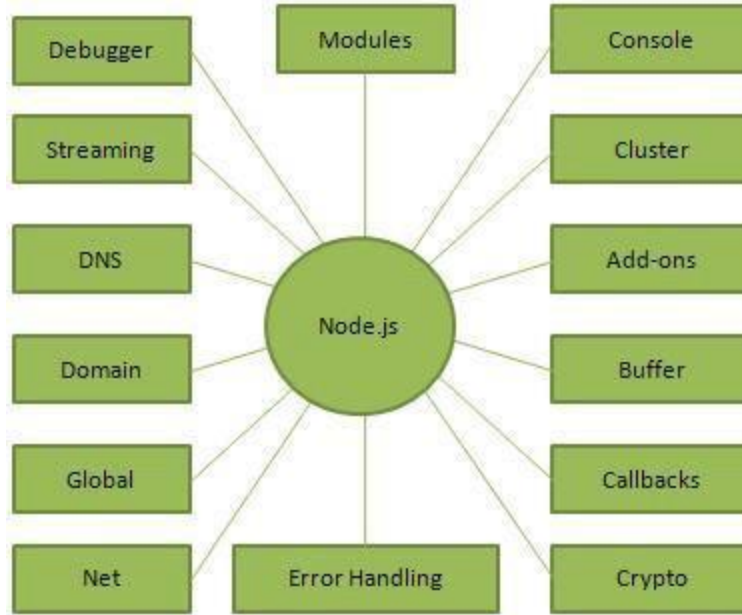 Debugger
Modules
Console
Streaming
Cluster
DNS
Add-ons
Node.js
Domain
Buffer
Global
Callbacks
Net
Error Handling
Crypto